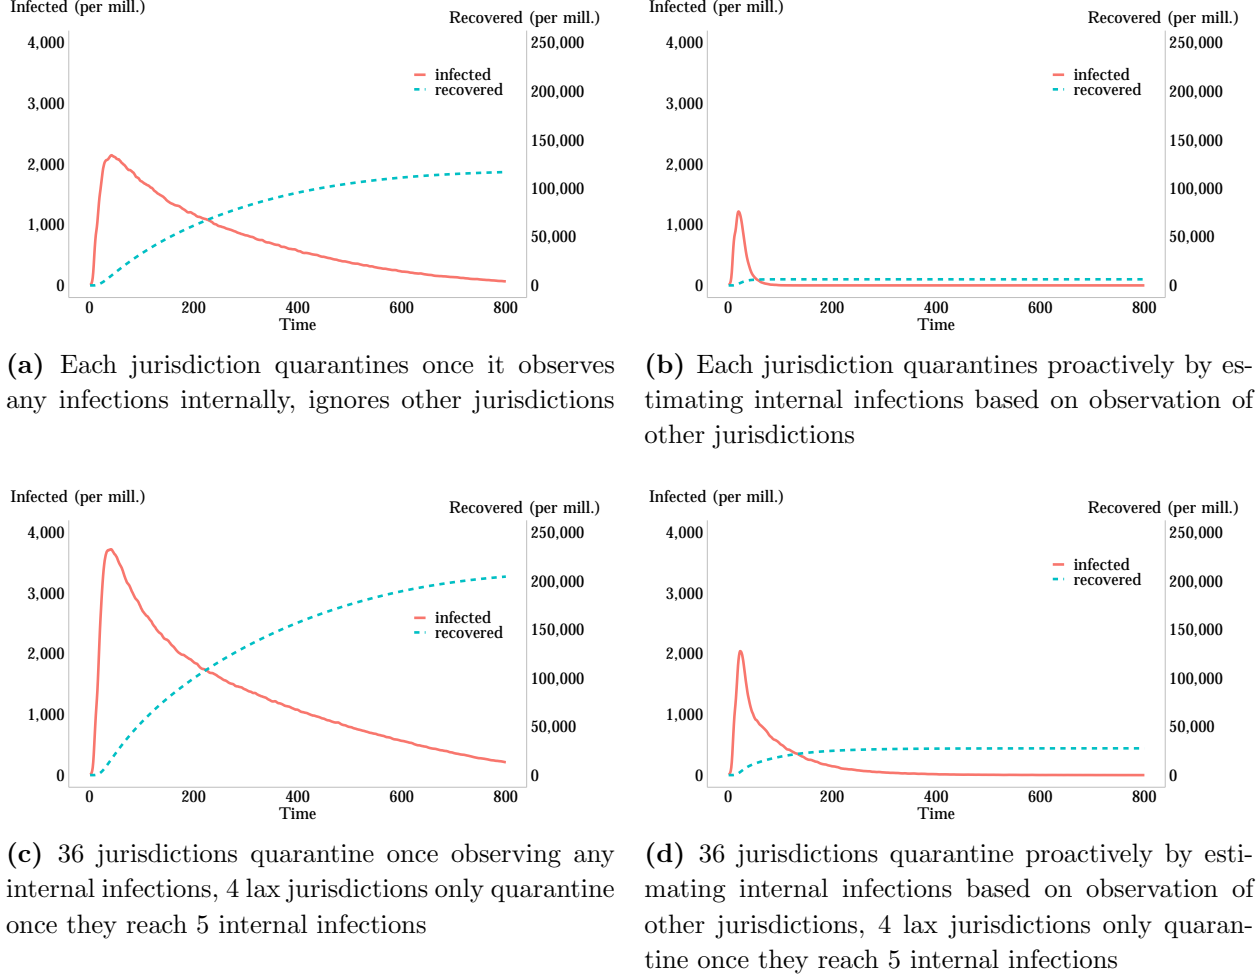 Infected (per mill.)
Recovered (per mill.)
4,000
3,000
2,000
1,000
0
250,000
200,000
150,000
100,000
50,000
0
infected
recovered
0 200 400 600 800
Time
(a) Each jurisdiction quarantines once it observes
any infections internally, ignores other jurisdictions
Infected (per mill.)
Recovered (per mill.)
4,000
3,000
2,000
1,000
0
250,000
200,000
150,000
100,000
50,000
0
infected
recovered
0 200 400 600 800
Time
(b) Each jurisdiction quarantines proactively by es-
timating internal infections based on observation of
other jurisdictions
Infected (per mill.)
Recovered (per mill.)
4,000
3,000
2,000
1,000
0
250,000
200,000
150,000
100,000
50,000
0
infected
recovered
0 200 400 600 800
Time
(c) 36 jurisdictions quarantine once observing any
internal infections, 4 lax jurisdictions only quarantine
once they reach 5 internal infections
Infected (per mill.)
Recovered (per mill.)
4,000
3,000
2,000
1,000
0
250,000
200,000
150,000
100,000
50,000
0
infected
recovered
0 200 400 600 800
Time
(d) 36 jurisdictions quarantine proactively by esti-
mating internal infections based on observation of
other jurisdictions, 4 lax jurisdictions only quaran-
tine once they reach 5 internal infections